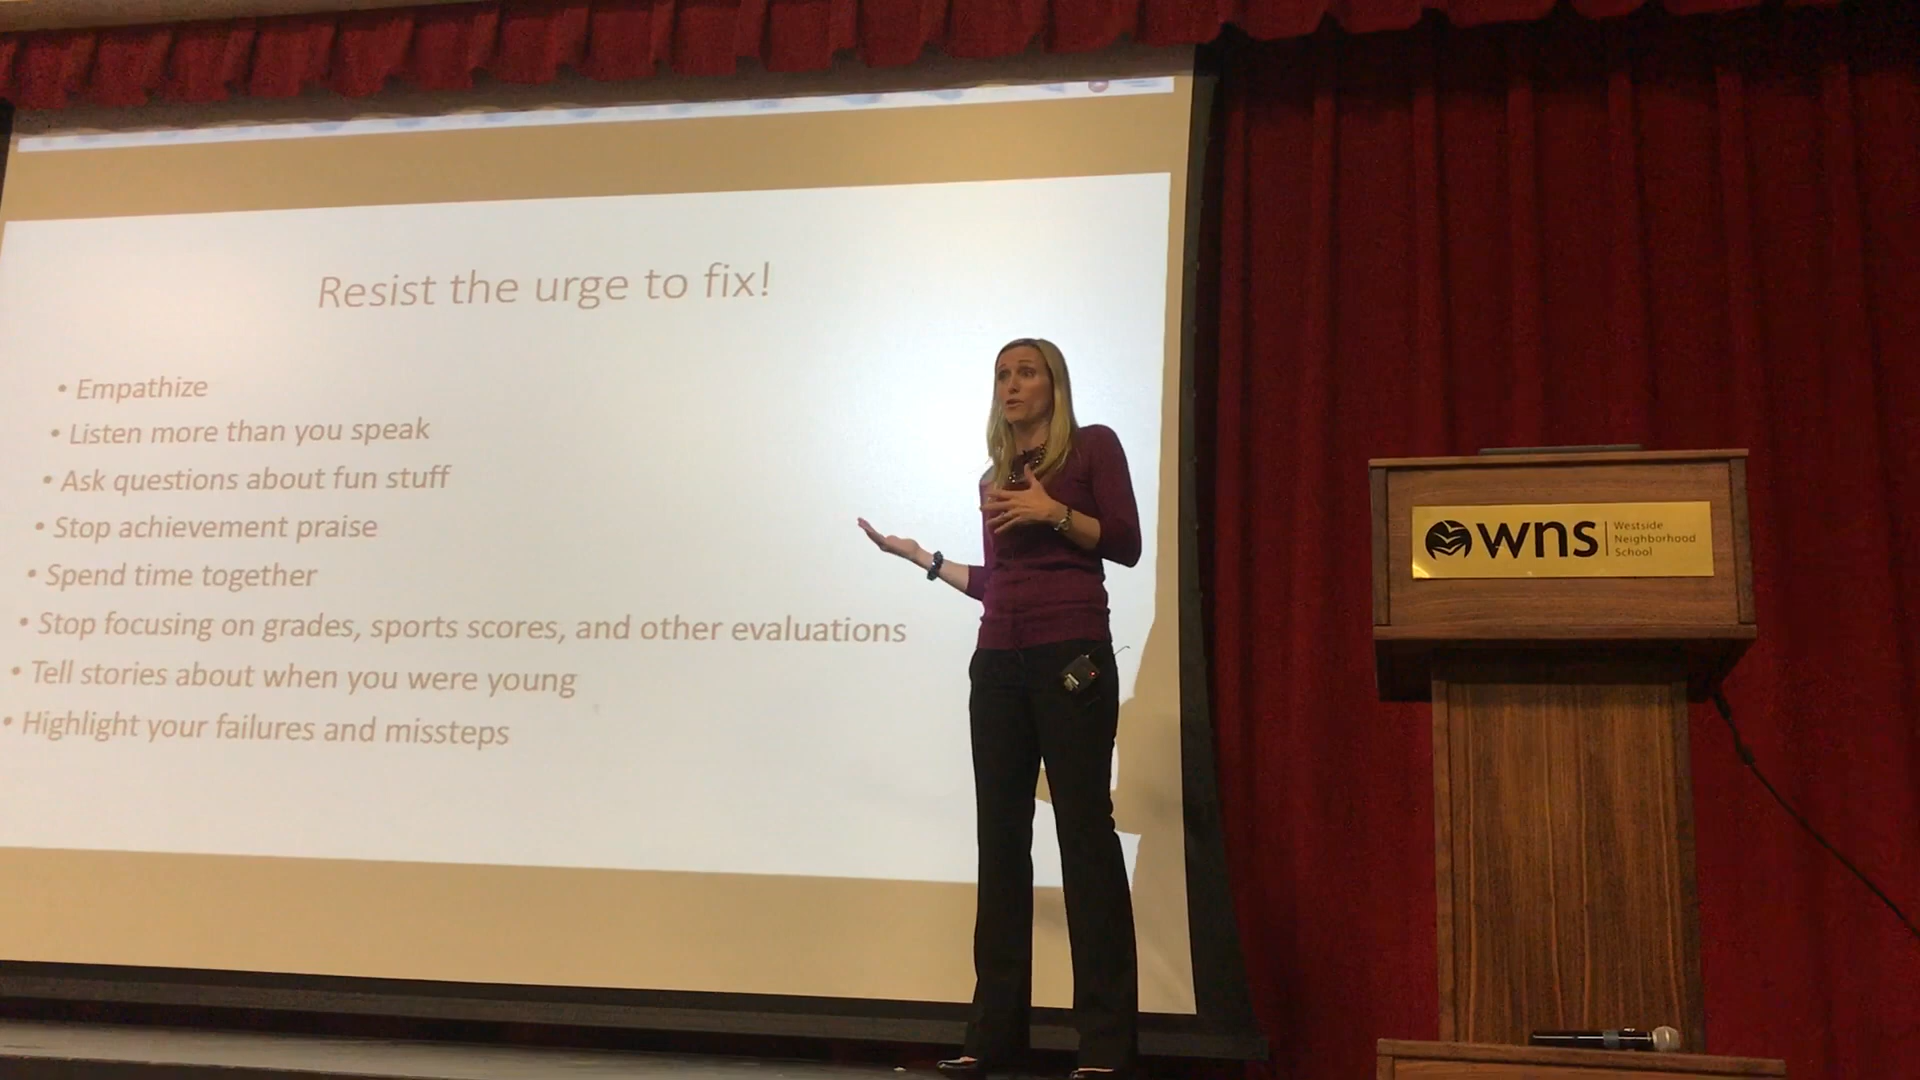 Resist the urge to fix!
• Empathize
• Listen more than you speak
• Ask questions about fun stuff
• Stop achievement praise
• Spend time together
• Stop focusing on grades, sports scores, and other evaluations
• Tell stories about when you were young
• Highlight your failures and missteps
wns
Westside
Neighborhood
School